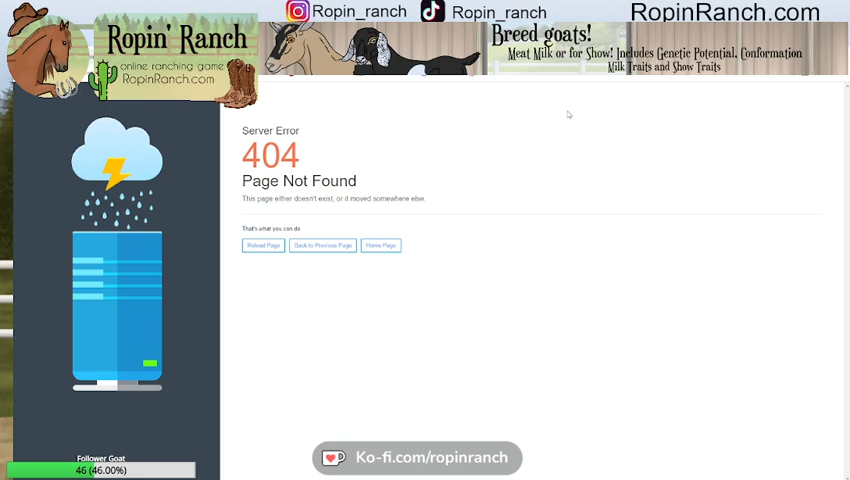 Ropin_ranch
Ropin_ranch
RopinRanch.com
Ropin' Ranch
online ranching game
RopinRanch.com
Breed goats!
Meat Milk or for Show! Includes Genetic Potential, Conformation
Milk Traits and Show Traits
Server Error
404
Page Not Found
This page either doesn't exist, or it moved somewhere else.
That's what you can do
Reload Page
Back to Previous Page
Home Page
Follower Goat
46 (46.00%)
Ko-fi.com/ropinranch